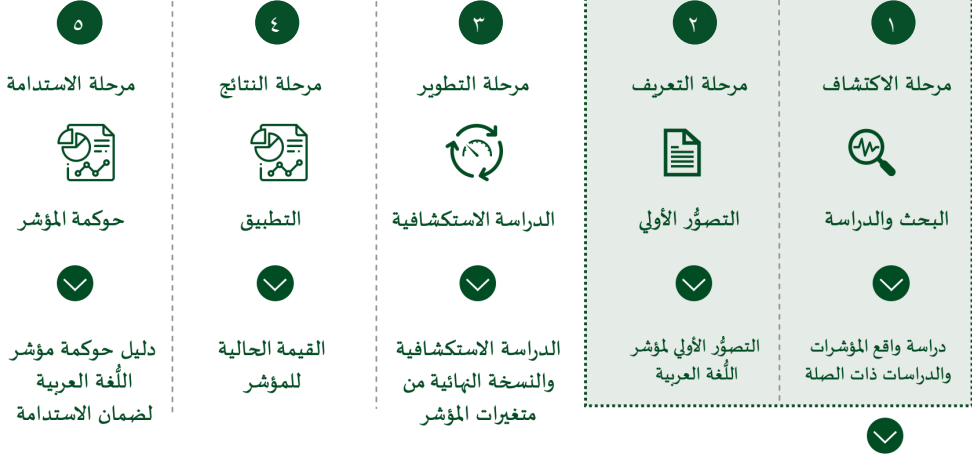 ١
مرحلة الاكتشاف
البحث والدراسة
دراسة واقع المؤشرات
والدراسات ذات الصلة
٢
مرحلة التعريف
التصوُّر الأولي
التصوُّر الأولي لمؤشر
اللُّغة العربية
٣
مرحلة التطوير
الدراسة الاستكشافية
الدراسة الاستكشافية
والنسخة النهائية من
متغيرات المؤشر
٤
مرحلة النتائج
التطبيق
القيمة الحالية
للمؤشر
٥
مرحلة الاستدامة
حوكمة المؤشر
دليل حوكمة مؤشر
اللُّغة العربية
لضمان الاستدامة